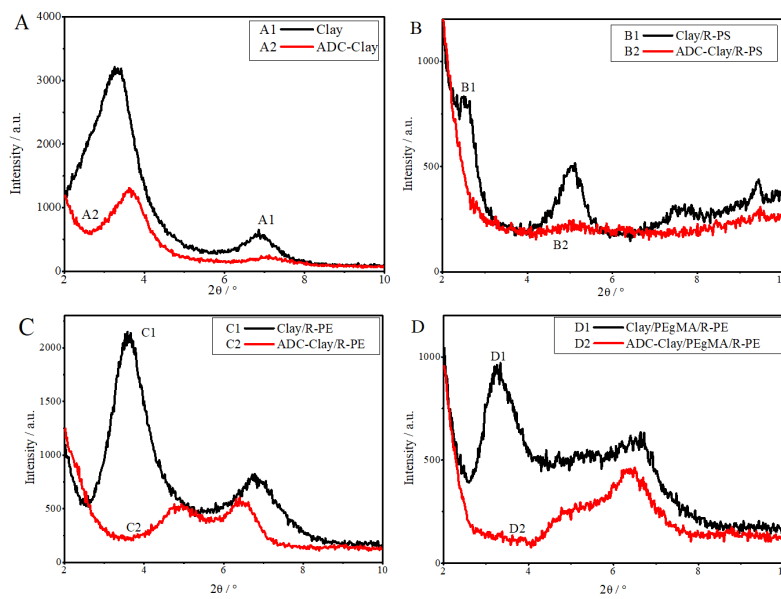 A
A1 Clay
A2 ADC-Clay
Intensity / a.u.
4000
3000
2000
1000
0
A2
A1
2 4 6 8 10
2θ / °
B
B1 Clay/R-PS
B2 ADC-Clay/R-PS
Intensity / a.u.
1000
500
0
B1
B2
2 4 6 8 10
2θ / °
C
C1 Clay/R-PE
C2 ADC-Clay/R-PE
Intensity / a.u.
2000
1500
1000
500
0
C1
C2
2 4 6 8 10
2θ / °
D
D1 Clay/PEgMA/R-PE
D2 ADC-Clay/PEgMA/R-PE
Intensity / a.u.
1000
500
0
D1
D2
2 4 6 8 10
2θ / °